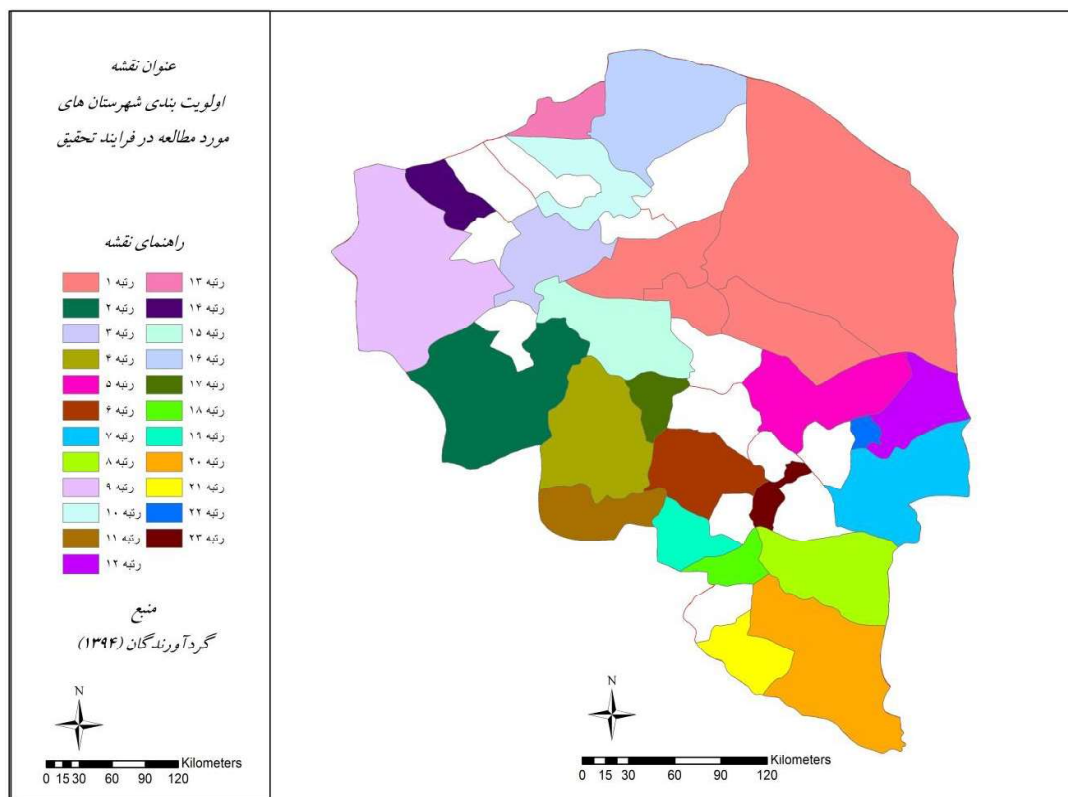 عنوان نقشه
اولویت بندی شهرستان های
مورد مطالعه در فرایند تحقیق
راهنمای نقشه
رتبه ۱
رتبه ۲
رتبه ۳
رتبه ۴
رتبه ۵
رتبه ۶
رتبه ۷
رتبه ۸
رتبه ۹
رتبه ۱۰
رتبه ۱۱
رتبه ۱۲
رتبه ۱۳
رتبه ۱۴
رتبه ۱۵
رتبه ۱۶
رتبه ۱۷
رتبه ۱۸
رتبه ۱۹
رتبه ۲۰
رتبه ۲۱
رتبه ۲۲
رتبه ۲۳
منبع
گردآورندگان (۱۳۹۴)
N
Kilometers
0 15 30 60 90 120
N
Kilometers
0 15 30 60 90 120